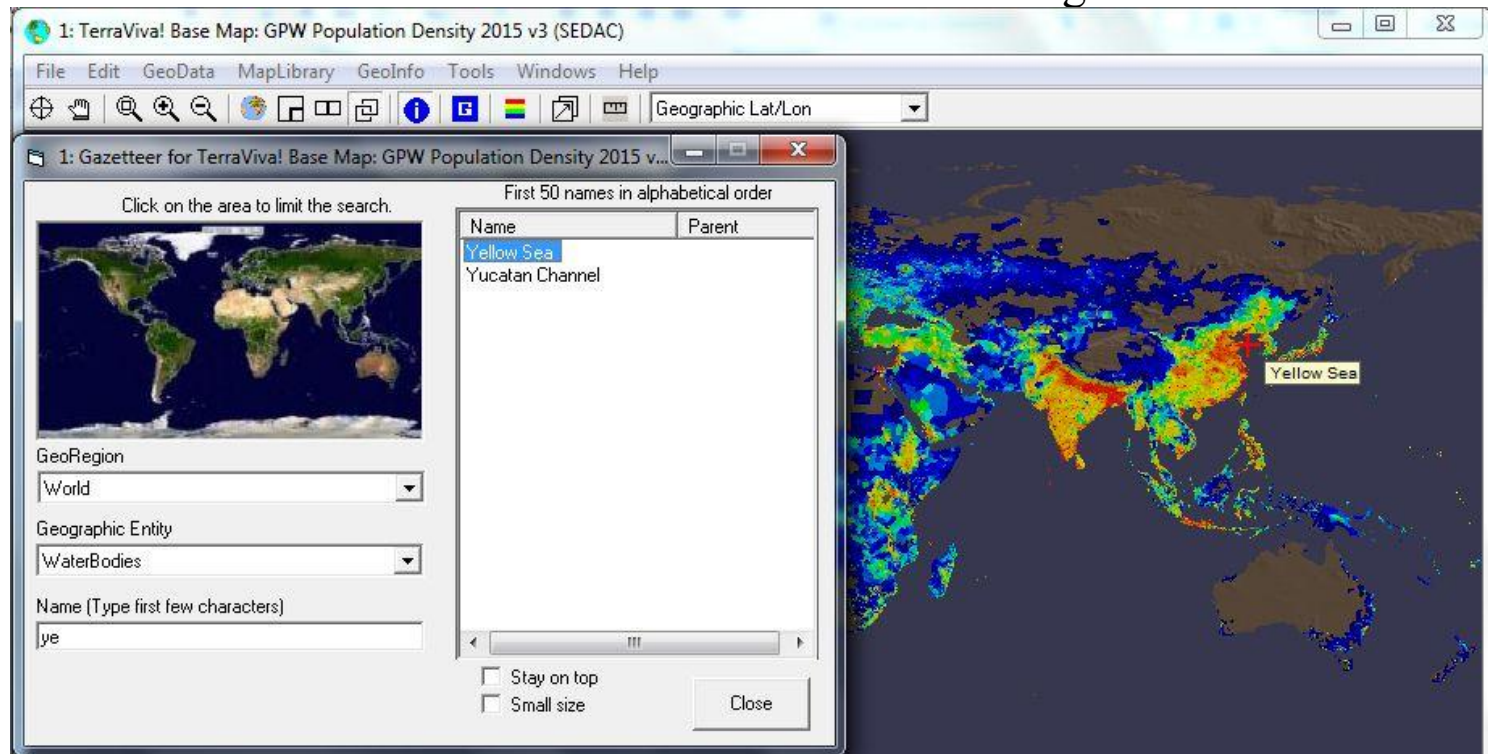 1: TerraViva! Base Map: GPW Population Density 2015 v3 (SEDAC)
File Edit GeoData MapLibrary GeoInfo Tools Windows Help
G Geographic Lat/Lon
1: Gazetteer for TerraViva! Base Map: GPW Population Density 2015 v...
Click on the area to limit the search.
First 50 names in alphabetical order
Name Parent
Yellow Sea
Yucatan Channel
Yellow Sea
GeoRegion
World
Geographic Entity
WaterBodies
Name (Type first few characters)
ye
Stay on top
Small size
Close